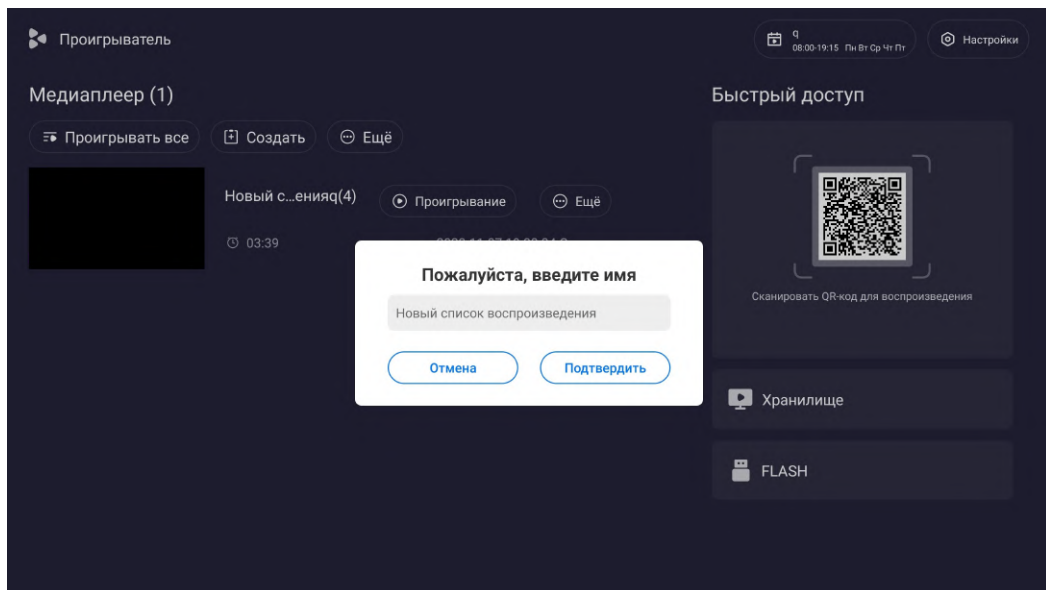 Проигрыватель
q
08:00-19:15 Пн Вт Ср Чт Пт
Настройки
Медиаплеер (1)
Проигрывать все
Создать
Ещё
Новый с...енияq(4)
Проигрывание
Ещё
03:39
Пожалуйста, введите имя
Новый список воспроизведения
Отмена
Подтвердить
Быстрый доступ
Сканировать QR-код для воспроизведения
Хранилище
FLASH